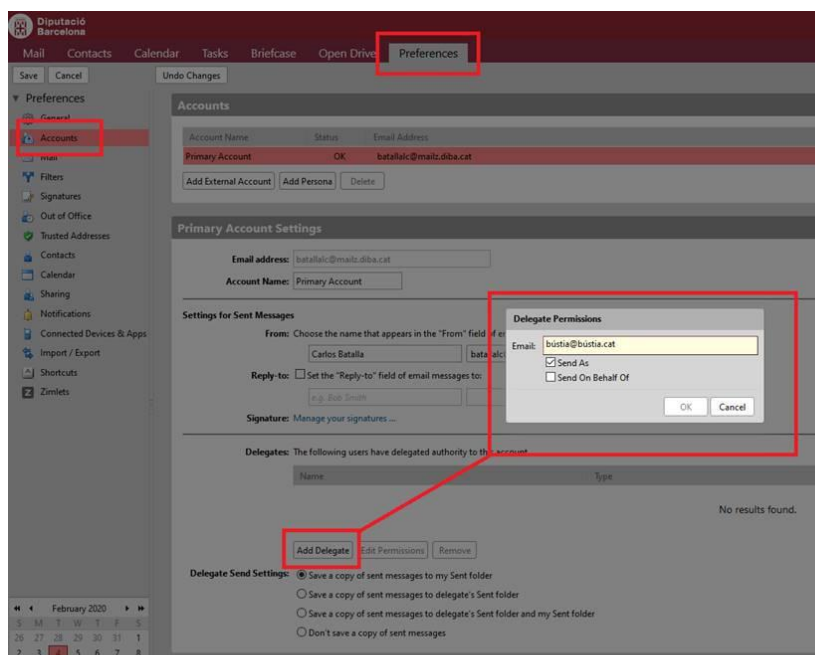 Diputació
Barcelona
Mail Contacts Calendar Tasks Briefcase Open Drive Preferences
Save Cancel Undo Changes
Preferences
General
Accounts
Mail
Filters
Signatures
Out of Office
Trusted Addresses
Contacts
Calendar
Sharing
Notifications
Connected Devices & Apps
Import / Export
Shortcuts
Zimlets
February 2020
S M T W T F S
26 27 28 29 30 31 1
2 3 4 5 6 7 8
Accounts
Account Name Status Email Address
Primary Account OK batallalc@mailz.diba.cat
Add External Account Add Persona Delete
Primary Account Settings
Email address: batallalc@mailz.diba.cat
Account Name: Primary Account
Settings for Sent Messages
From: Choose the name that appears in the "From" field of
Carlos Batalla
Reply-to: Set the "Reply-to" field of email messages to:
e.g. Bob Smith
Signature: Manage your signatures ...
Delegates: The following users have delegated authority to this account
Name Type
No results found.
Add Delegate Edit Permissions Remove
Delegate Send Settings: Save a copy of sent messages to my Sent folder
Save a copy of sent messages to delegate's Sent folder
Save a copy of sent messages to delegate's Sent folder and my Sent folder
Don't save a copy of sent messages
Delegate Permissions
Email: bústia@bústia.cat
Send As
Send On Behalf Of
OK Cancel